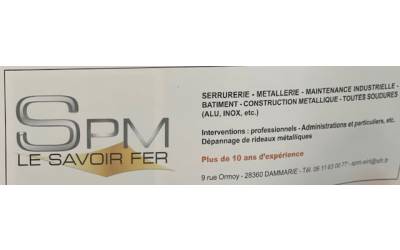 SPM
LE SAVOIR FER
SERRURERIE - METALLERIE - MAINTENANCE INDUSTRIELLE -
BATIMENT - CONSTRUCTION METALLIQUE - TOUTES SOUDURES
(ALU, INOX, etc.)
Interventions : professionnels - Administrations et particuliers, etc.
Dépannage de rideaux métalliques
Plus de 10 ans d'expérience
9 rue Ormoy - 28360 DAMMARIE - Tél.